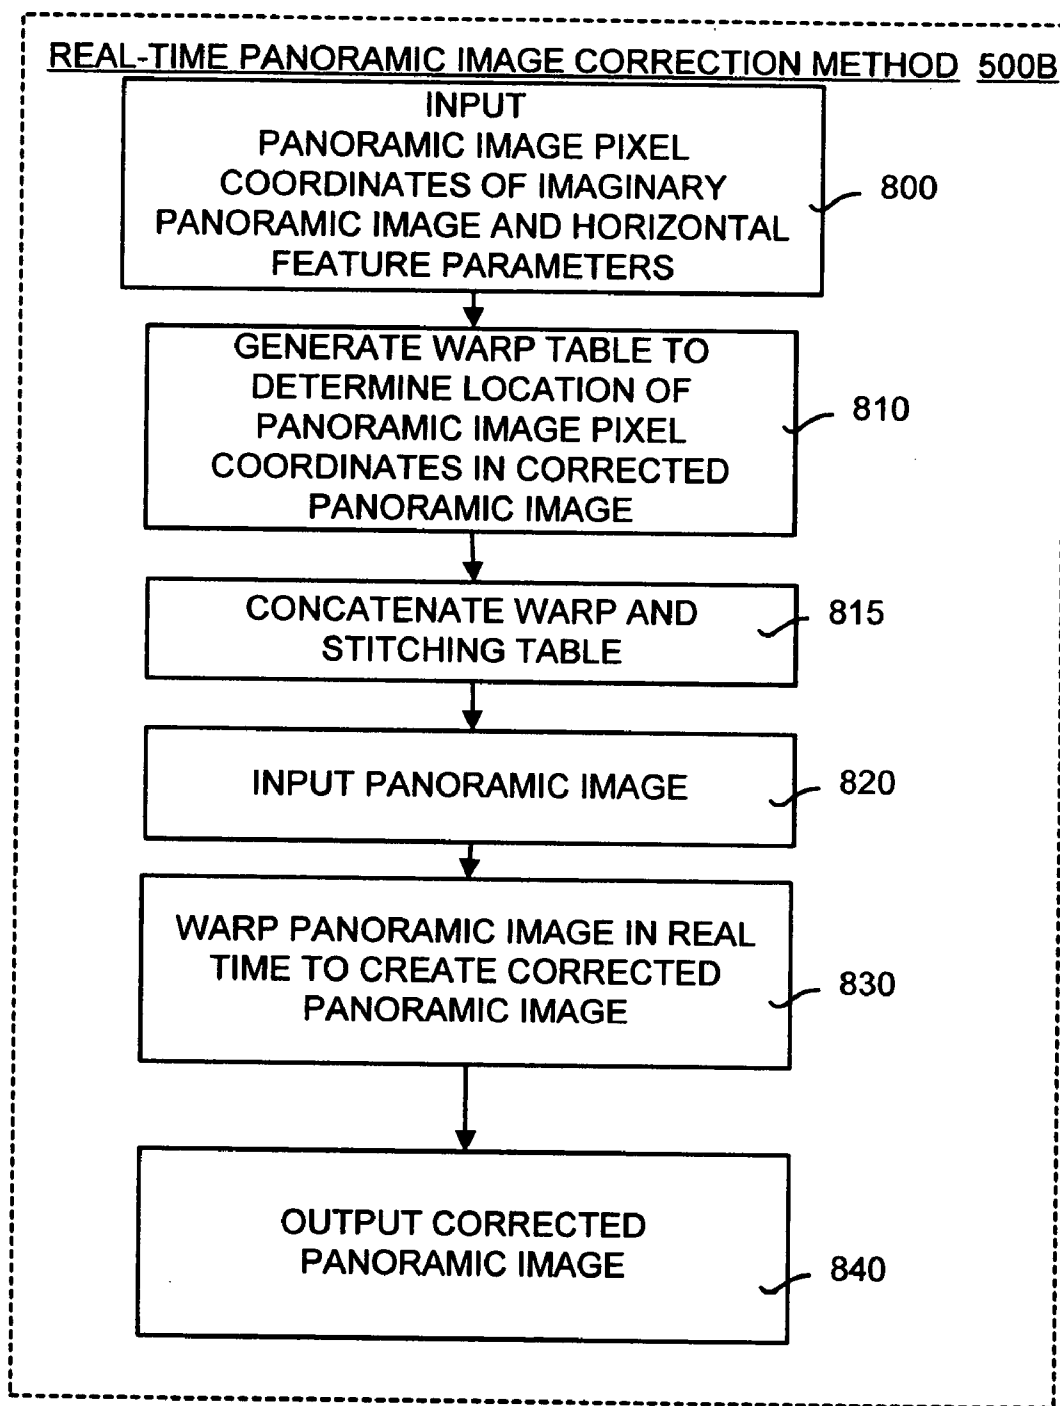 REAL-TIME PANORAMIC IMAGE CORRECTION METHOD 500B
INPUT
PANORAMIC IMAGE PIXEL
COORDINATES OF IMAGINARY
PANORAMIC IMAGE AND HORIZONTAL
FEATURE PARAMETERS
800
GENERATE WARP TABLE TO
DETERMINE LOCATION OF
PANORAMIC IMAGE PIXEL
COORDINATES IN CORRECTED
PANORAMIC IMAGE
810
CONCATENATE WARP AND
STITCHING TABLE
815
INPUT PANORAMIC IMAGE
820
WARP PANORAMIC IMAGE IN REAL
TIME TO CREATE CORRECTED
PANORAMIC IMAGE
830
OUTPUT CORRECTED
PANORAMIC IMAGE
840